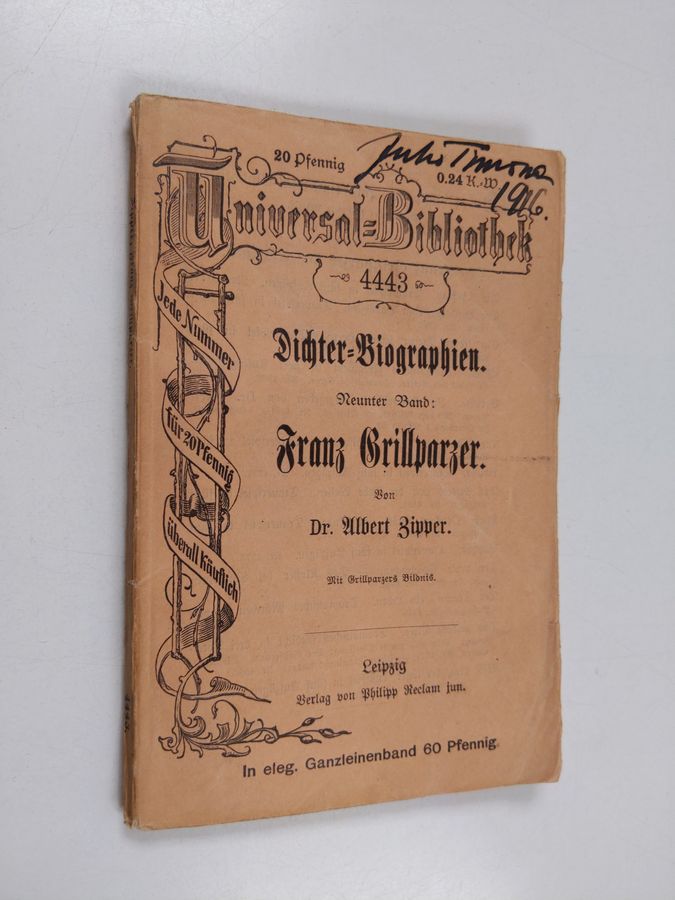 20 Pfennig
0.24 K.-W
1916.
Universal-Bibliothek
4443
Jede Nummer
für 20 Pfennig
überall käuflich
Dichter-Biographien.
Neunter Band:
Franz Grillparzer.
Von
Dr. Albert Zipper.
Mit Grillparzers Bildnis.
Leipzig
Verlag von Philipp Reclam jun.
In eleg. Ganzleinenband 60 Pfennig.